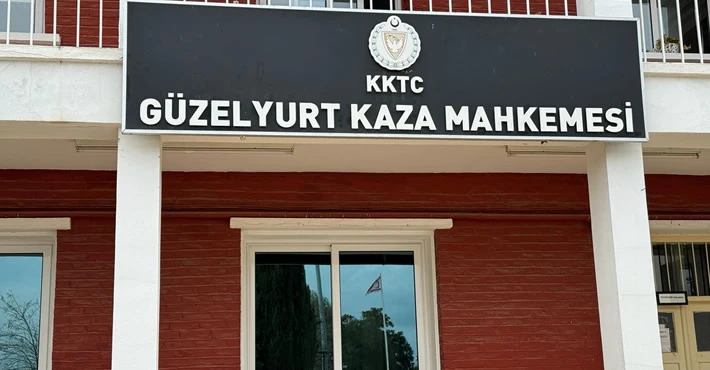 KKTC
GÜZELYURT KAZA MAHKEMESİ